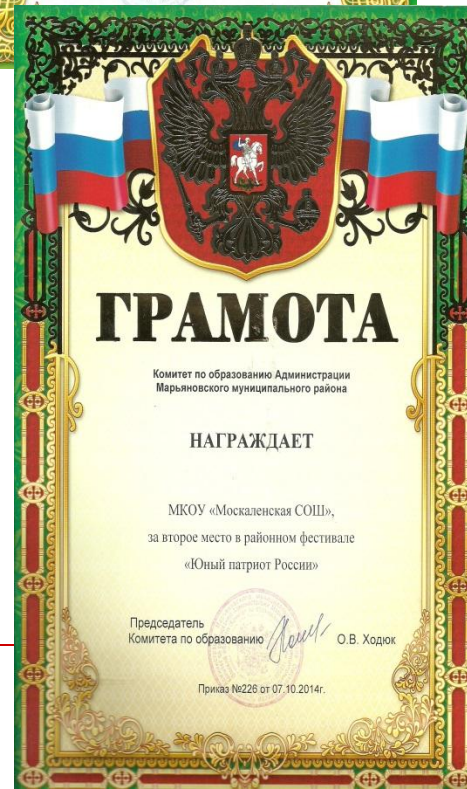 ГРАМОТА
Комитет по образованию Администрации
Марьяновского муниципального района
НАГРАЖДАЕТ
МКОУ «Москаленская СОШ»,
за второе место в районном фестивале
«Юный патриот России»
Председатель
Комитета по образованию О.В. Ходюк
Приказ №226 от 07.10.2014г.